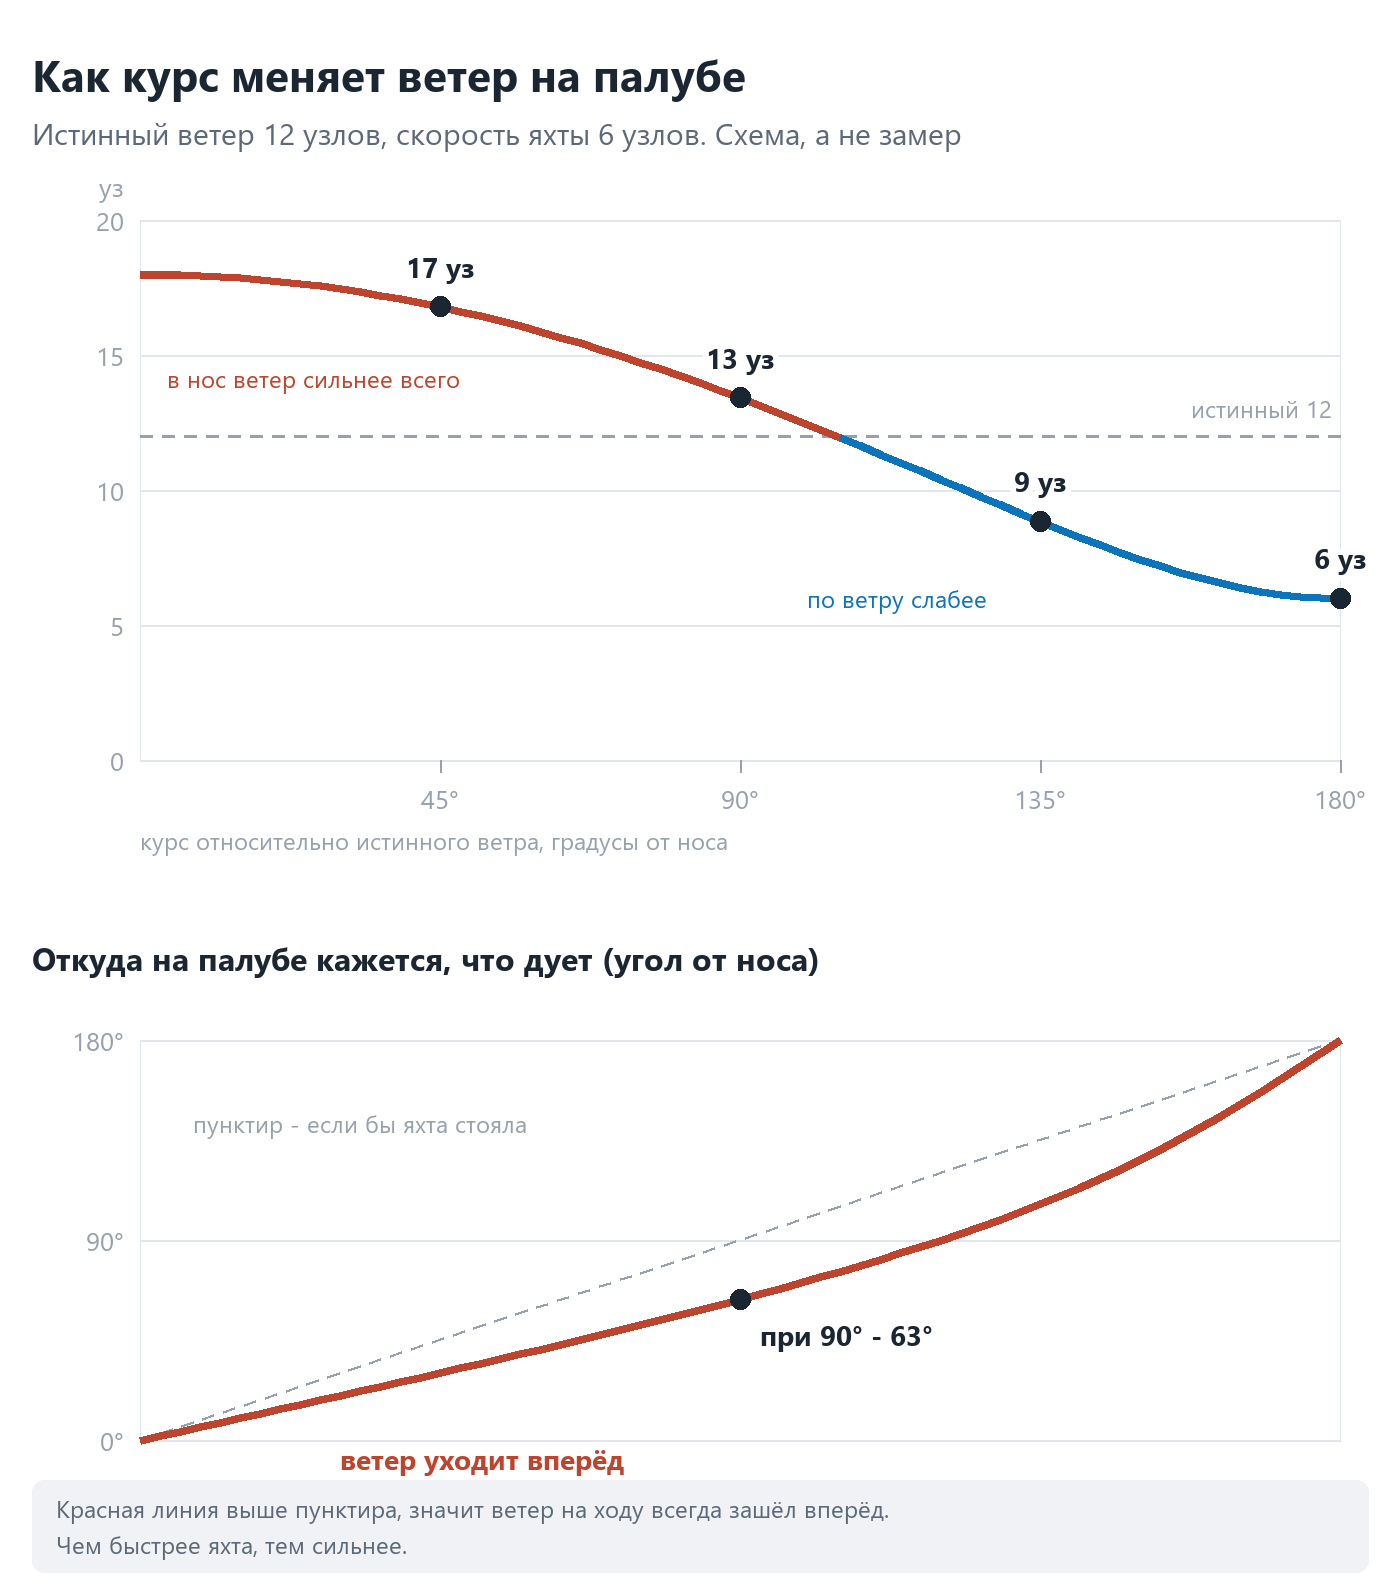 Как курс меняет ветер на палубе
Истинный ветер 12 узлов, скорость яхты 6 узлов. Схема, а не замер
уз
20
17 уз
15
13 уз
в нос ветер сильнее всего
истинный 12
10
9 уз
6 уз
по ветру слабее
5
0
45°
90°
135°
180°
курс относительно истинного ветра, градусы от носа
Откуда на палубе кажется, что дует (угол от носа)
180°
пунктир - если бы яхта стояла
90°
при 90° - 63°
0°
ветер уходит вперёд
Красная линия выше пунктира, значит ветер на ходу всегда зашёл вперёд.
Чем быстрее яхта, тем сильнее.